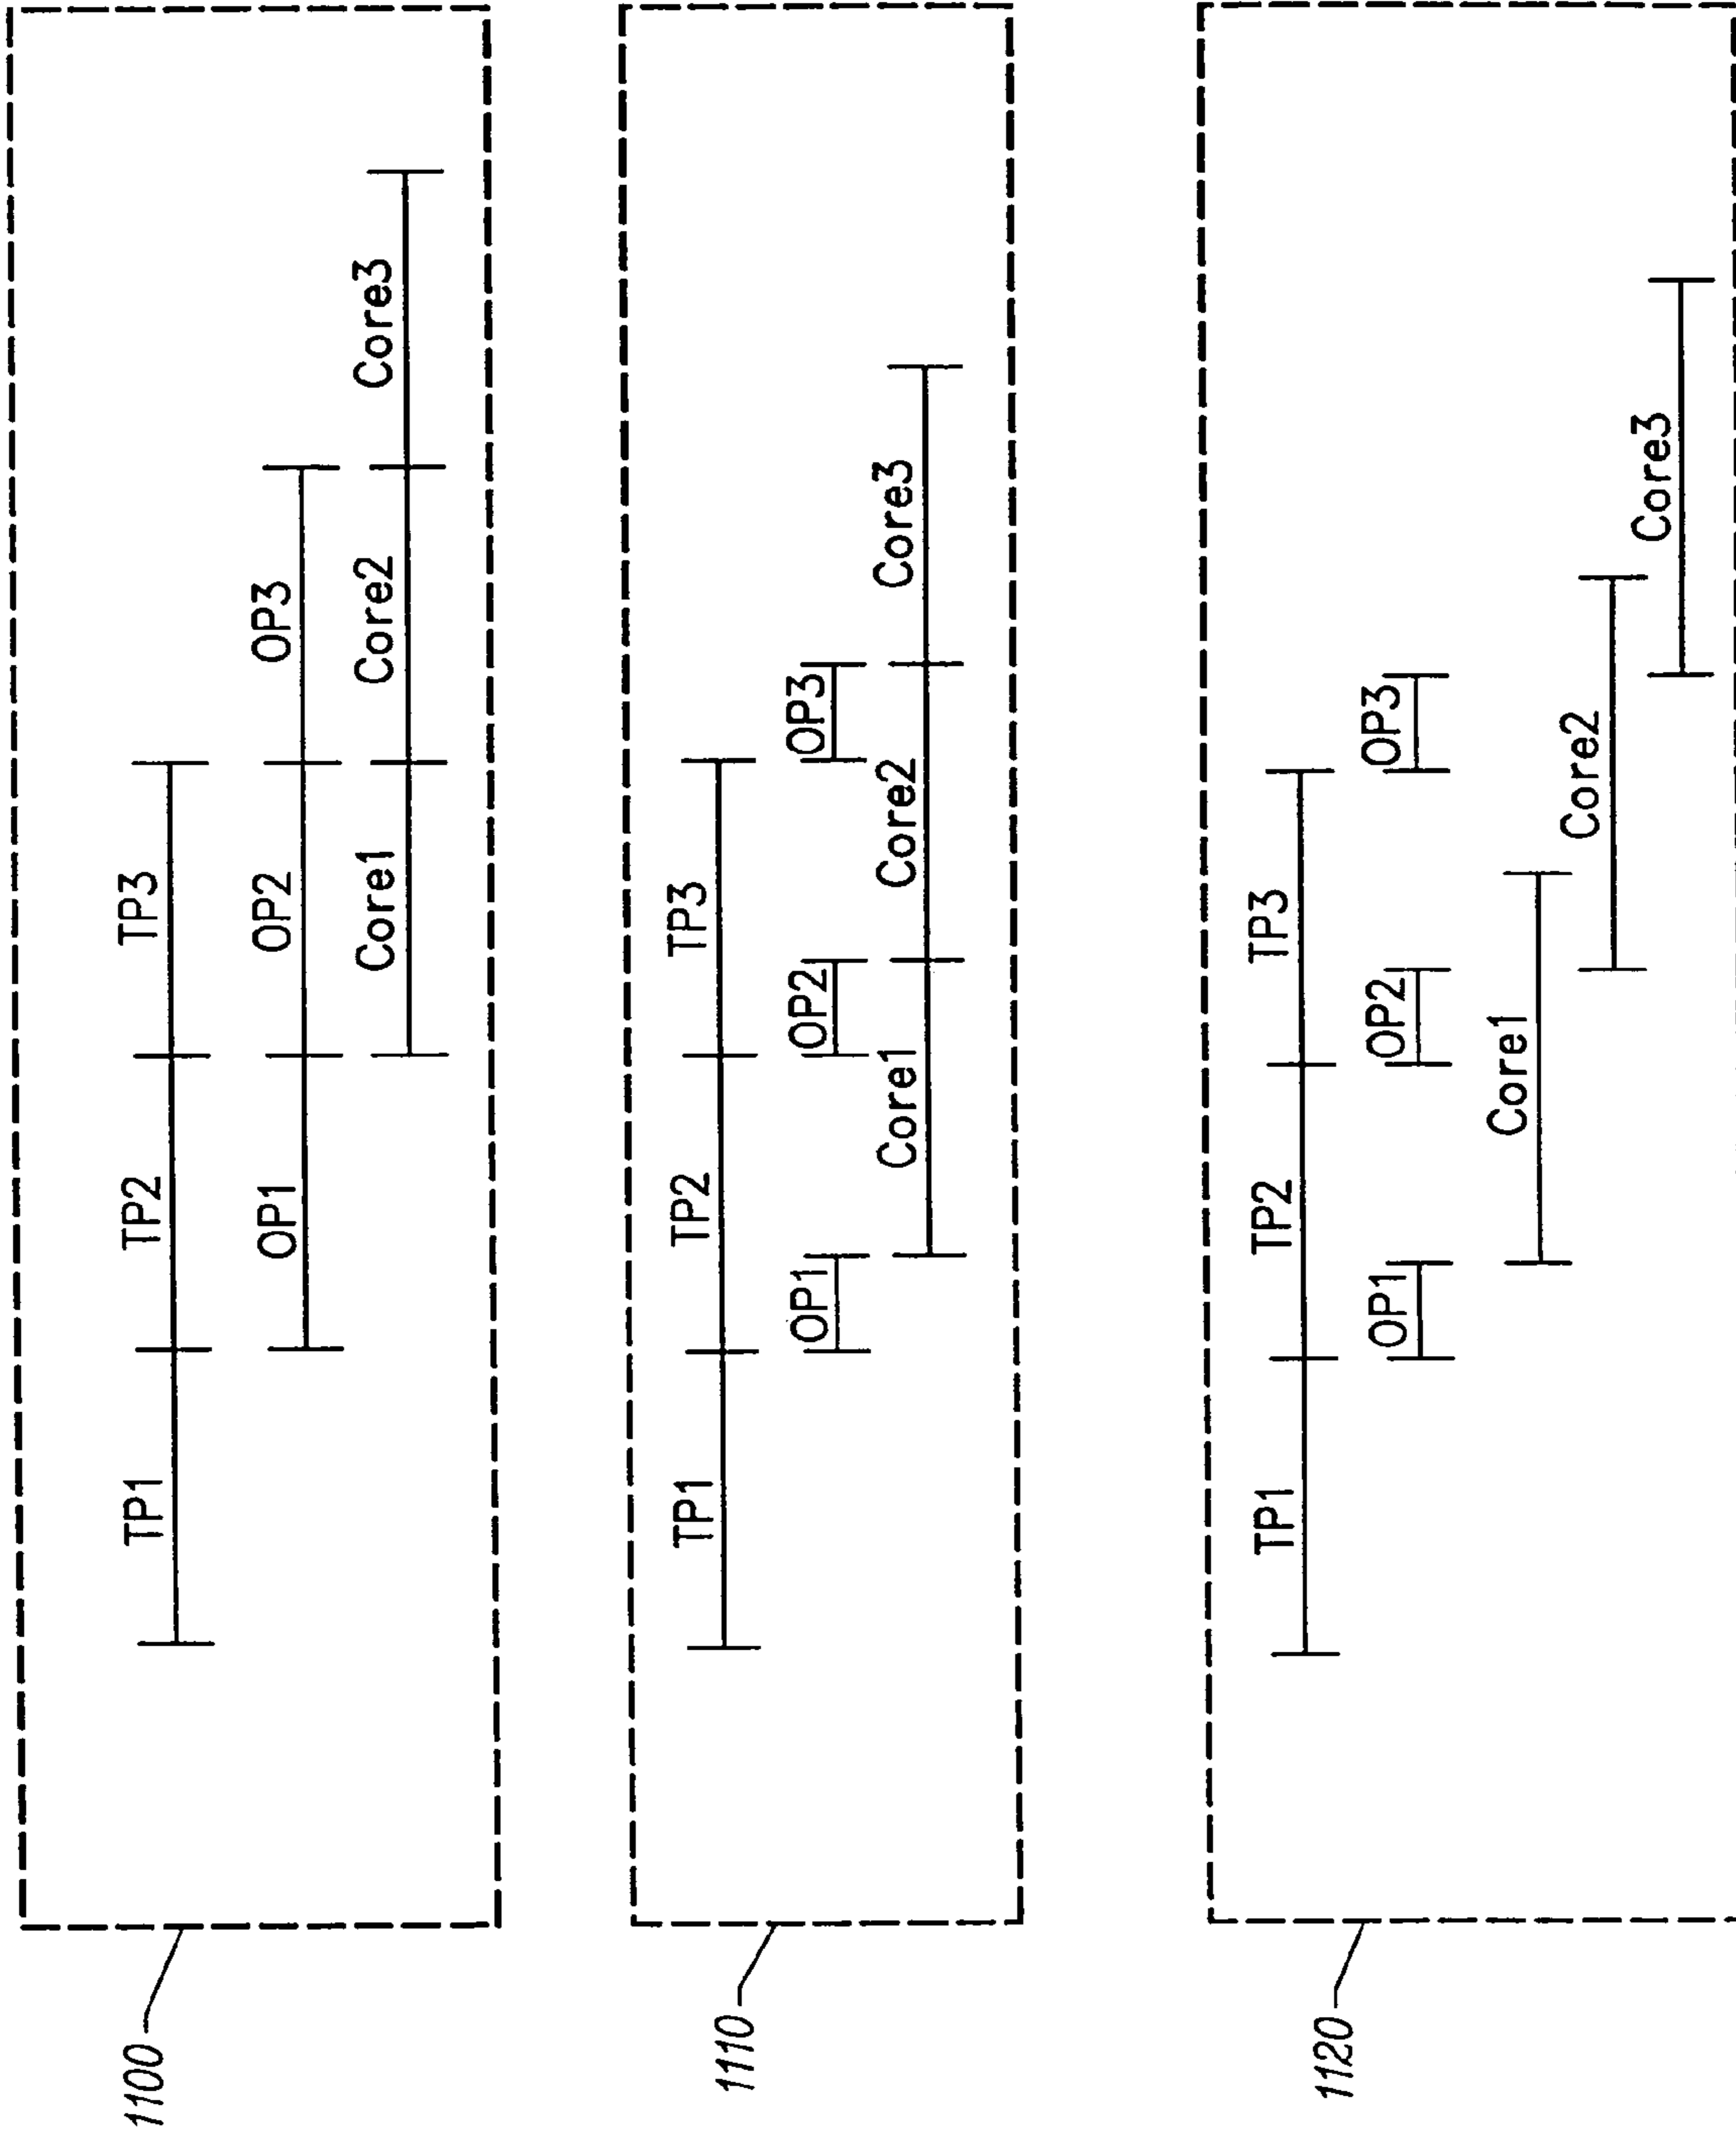 1100
TP1 TP2 TP3
OP1 OP2 OP3
Core1 Core2 Core3
1110
TP1 TP2 TP3
OP1 OP2 OP3
Core1 Core2 Core3
1120
TP1 TP2 TP3
OP1 OP2 OP3
Core1
Core2
Core3